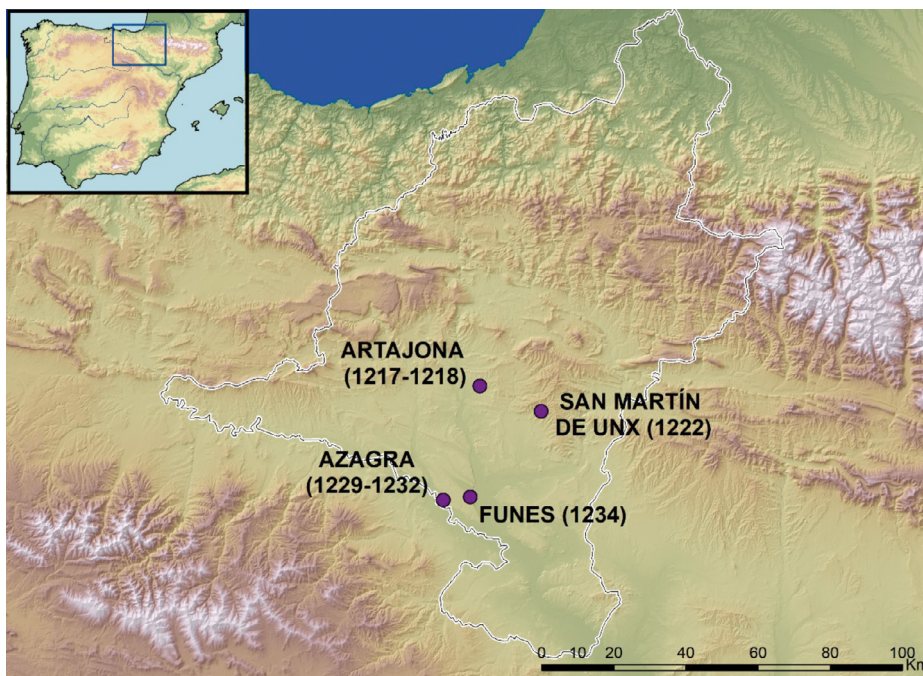 ARTAJONA
(1217-1218)
SAN MARTÍN
DE UNX (1222)
AZAGRA
(1229-1232)
FUNES (1234)
0 10 20 40 60 80 100
Km